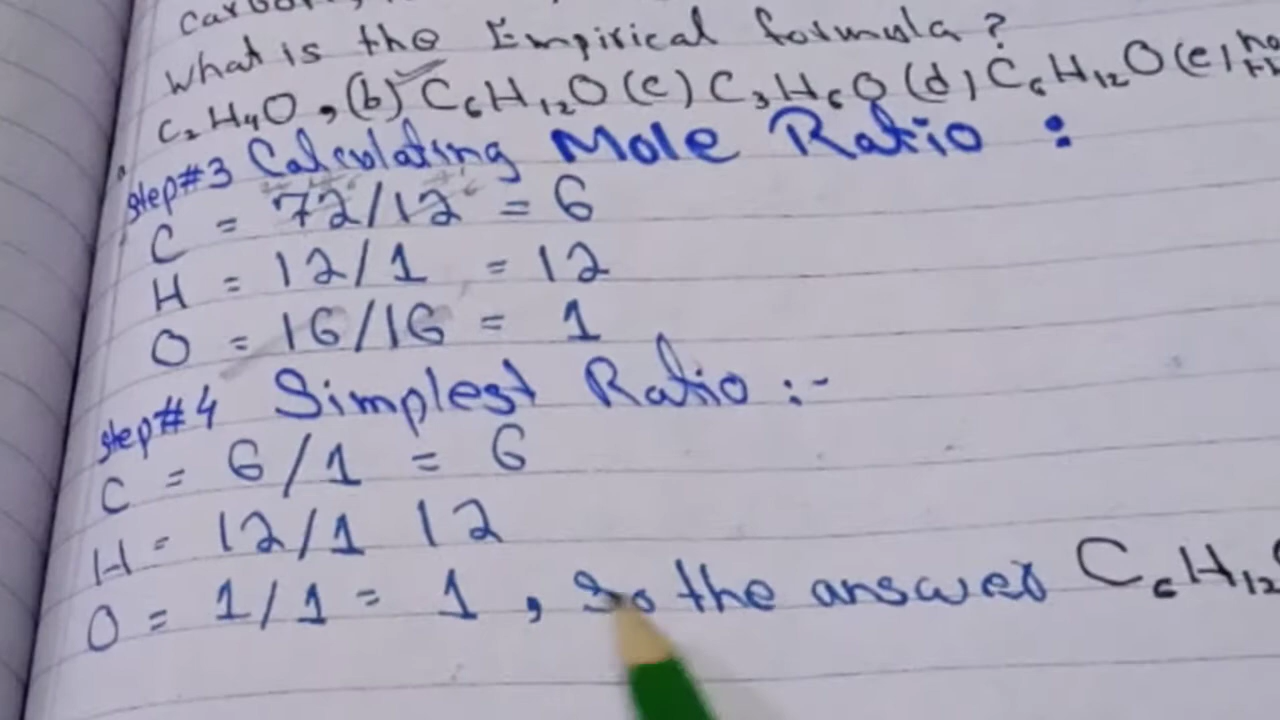 carbon
What is the Empirical formula ?
C₂H₄O , (b) C₆H₁₂O (c) C₃H₆O (d) C₆H₁₂O (e)
Step#3 Calculating Mole Ratio :
C = 72/12 = 6
H = 12/1 = 12
O = 16/16 = 1
Step#4 Simplest Ratio :-
C = 6/1 = 6
H = 12/1 12
O = 1/1 = 1 , So the answer C₆H₁₂